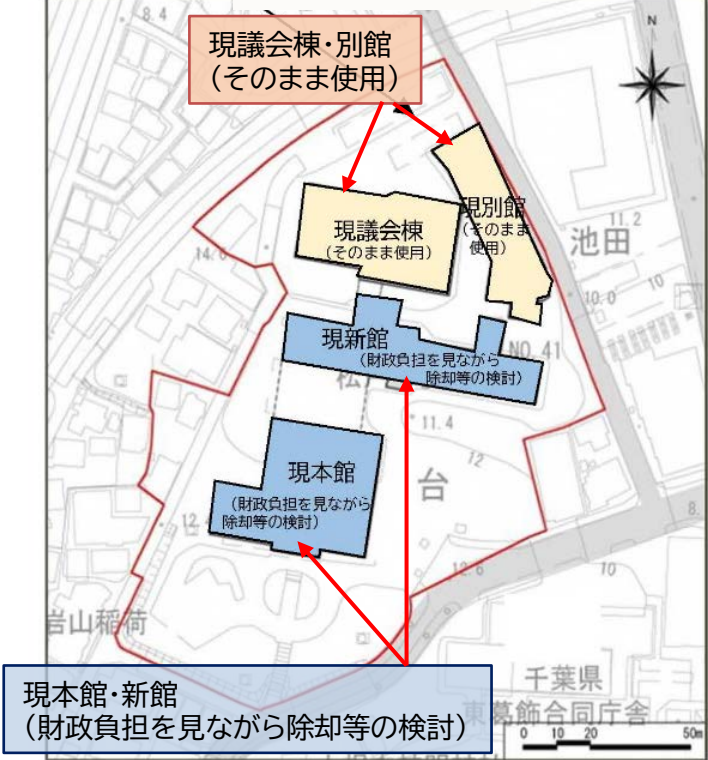 現議会棟・別館
(そのまま使用)
8.4
N
現別館
(そのまま
使用)
11.2
池田
現議会棟
(そのまま使用)
14.6
10.0
現新館
(財政負担を見ながら
除却等の検討)
NO.41
11.4
現本館
12
台
(財政負担を見ながら
除却等の検討)
8.
12.6
10
岩山稲荷
千葉県
東葛飾合同庁舎
現本館・新館
(財政負担を見ながら除却等の検討)
0 10 20 50m